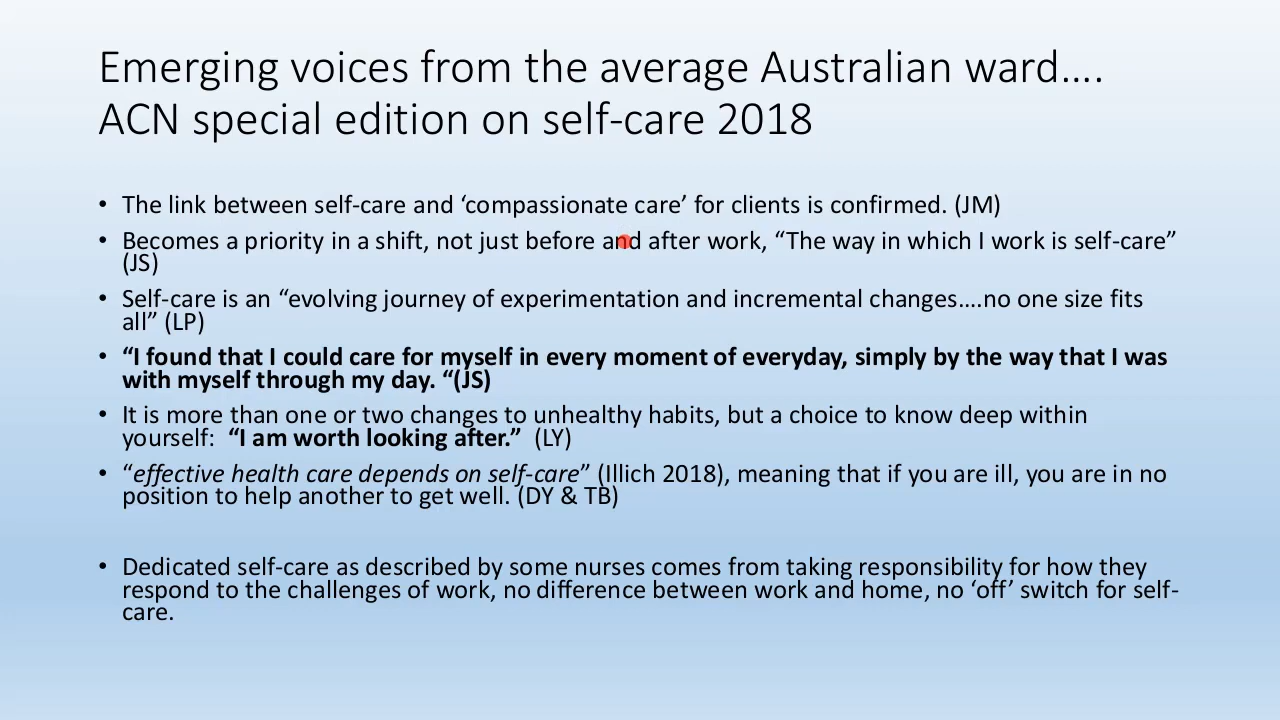 Emerging voices from the average Australian ward….
ACN special edition on self-care 2018
• The link between self-care and ‘compassionate care’ for clients is confirmed. (JM)
• Becomes a priority in a shift, not just before and after work, “The way in which I work is self-care”
(JS)
• Self-care is an “evolving journey of experimentation and incremental changes….no one size fits
all” (LP)
• “I found that I could care for myself in every moment of everyday, simply by the way that I was
with myself through my day. “(JS)
• It is more than one or two changes to unhealthy habits, but a choice to know deep within
yourself:  “I am worth looking after.”  (LY)
• “effective health care depends on self-care” (Illich 2018), meaning that if you are ill, you are in no
position to help another to get well. (DY & TB)
• Dedicated self-care as described by some nurses comes from taking responsibility for how they
respond to the challenges of work, no difference between work and home, no ‘off’ switch for self-
care.